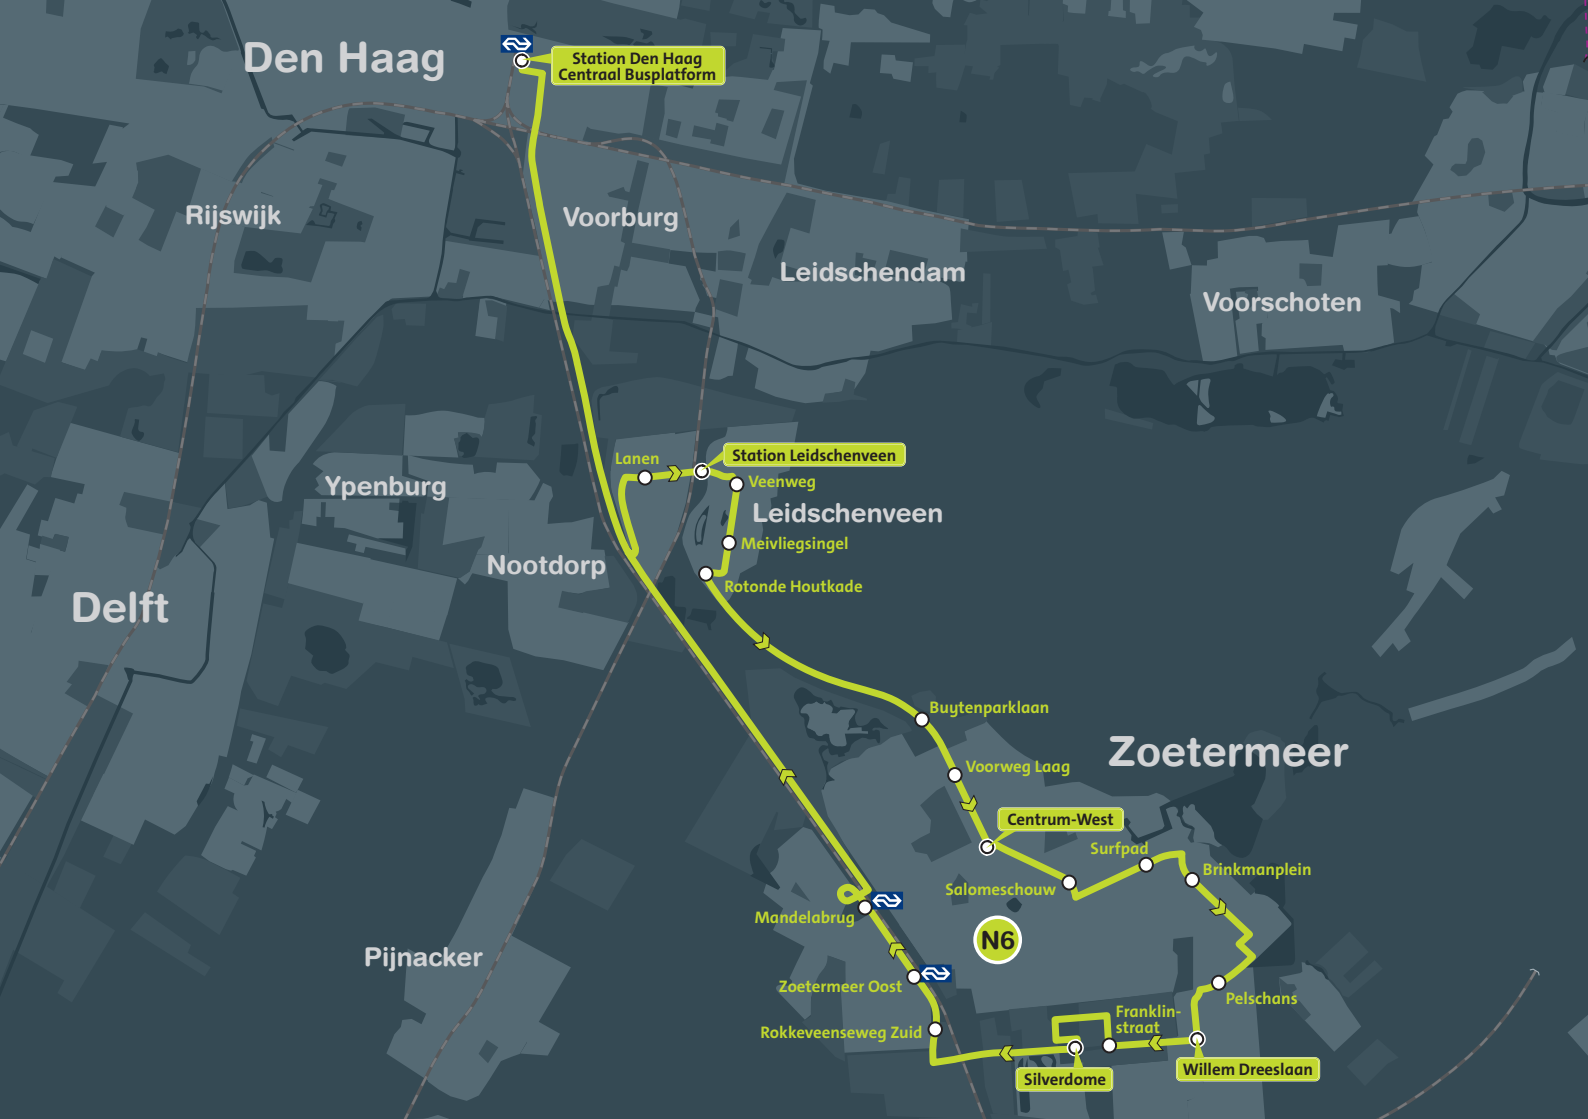 Den Haag
Station Den Haag
Centraal Busplatform
Rijswijk
Voorburg
Leidschendam
Voorschoten
Lanen
Station Leidschenveen
Veenweg
Ypenburg
Leidschenveen
Meivliegsingel
Nootdorp
Rotonde Houtkade
Delft
Buytenparklaan
Zoetermeer
Voorweg Laag
Centrum-West
Surfpad
Brinkmanplein
Salomeschouw
Mandelabrug
N6
Pijnacker
Zoetermeer Oost
Pelschans
Franklin-
straat
Rokkeveenseweg Zuid
Willem Dreeslaan
Silverdome